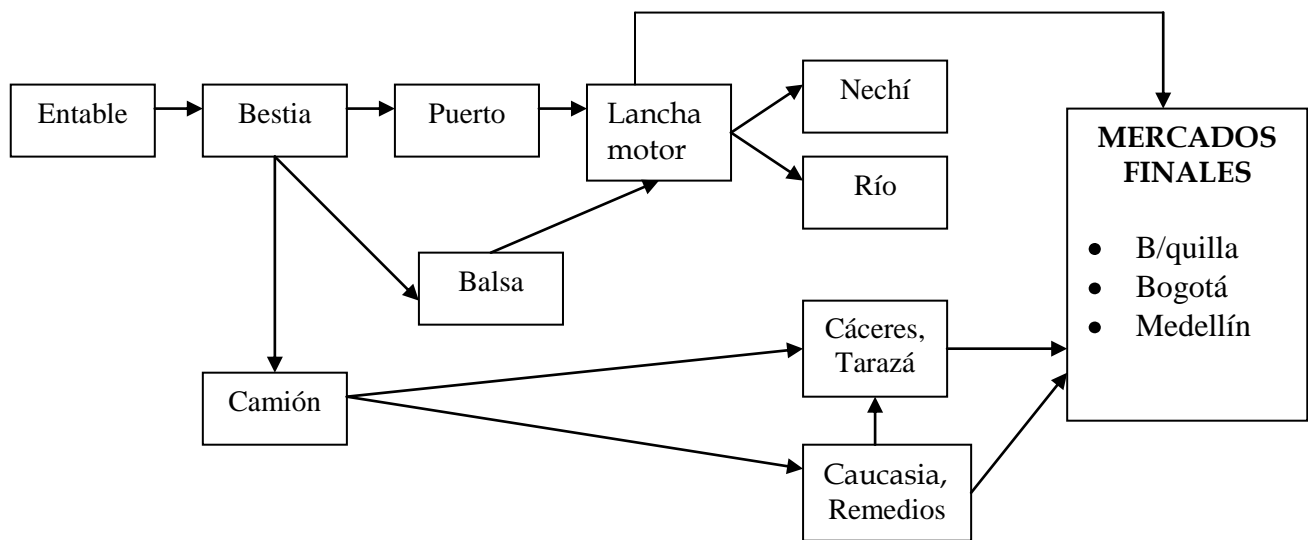 Entable
Bestia
Puerto
Lancha
motor
Nechí
Río
MERCADOS
FINALES
● B/quilla
● Bogotá
● Medellín
Balsa
Cáceres,
Tarazá
Camión
Caucasia,
Remedios